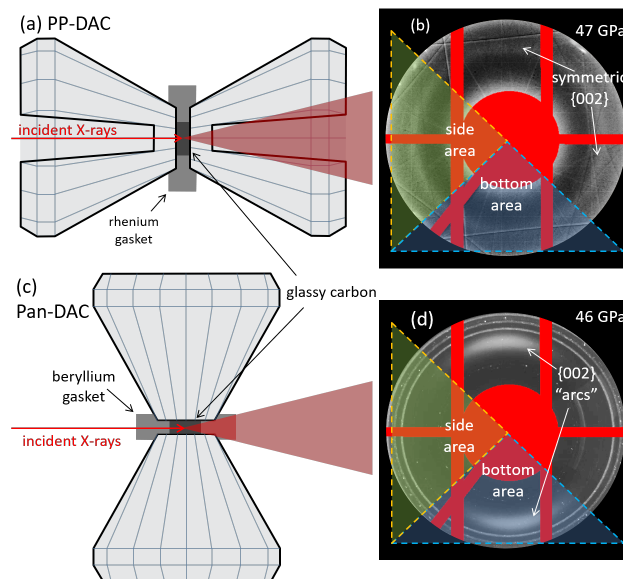 (a) PP-DAC
incident X-rays
rhenium
gasket
(b)
47 GPa
symmetric
{002}
side
area
bottom
area
(c)
Pan-DAC
glassy carbon
beryllium
gasket
incident X-rays
(d)
46 GPa
{002}
“arcs”
side
area
bottom
area